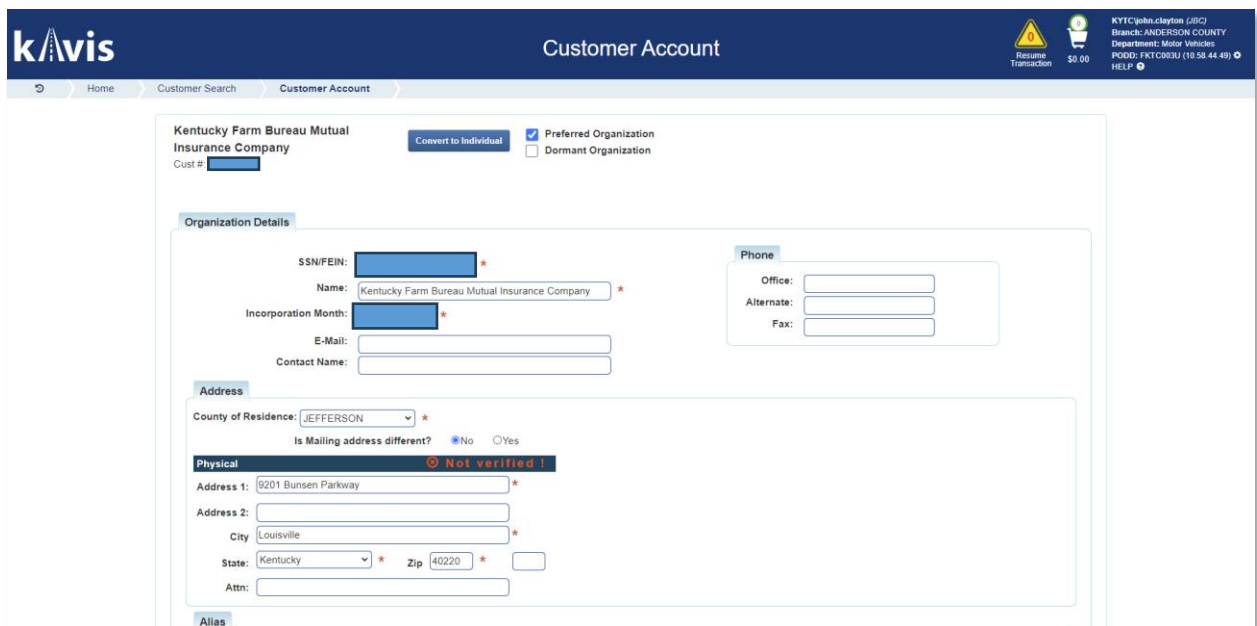 kAvis
Customer Account
0
Resume
Transaction
0
$0.00
KYTC\john.clayton (JBC)
Branch: ANDERSON COUNTY
Department: Motor Vehicles
PODD: FKTC003U (10.58.44.49)
HELP
Home
Customer Search
Customer Account
Kentucky Farm Bureau Mutual
Insurance Company
Cust #:
Convert to Individual
Preferred Organization
Dormant Organization
Organization Details
SSN/FEIN: *
Name: Kentucky Farm Bureau Mutual Insurance Company *
Incorporation Month: *
E-Mail:
Contact Name:
Phone
Office:
Alternate:
Fax:
Address
County of Residence: JEFFERSON *
Is Mailing address different? No Yes
Physical Not verified !
Address 1: 9201 Bunsen Parkway *
Address 2:
City Louisville *
State: Kentucky * Zip 40220 *
Attn:
Alias